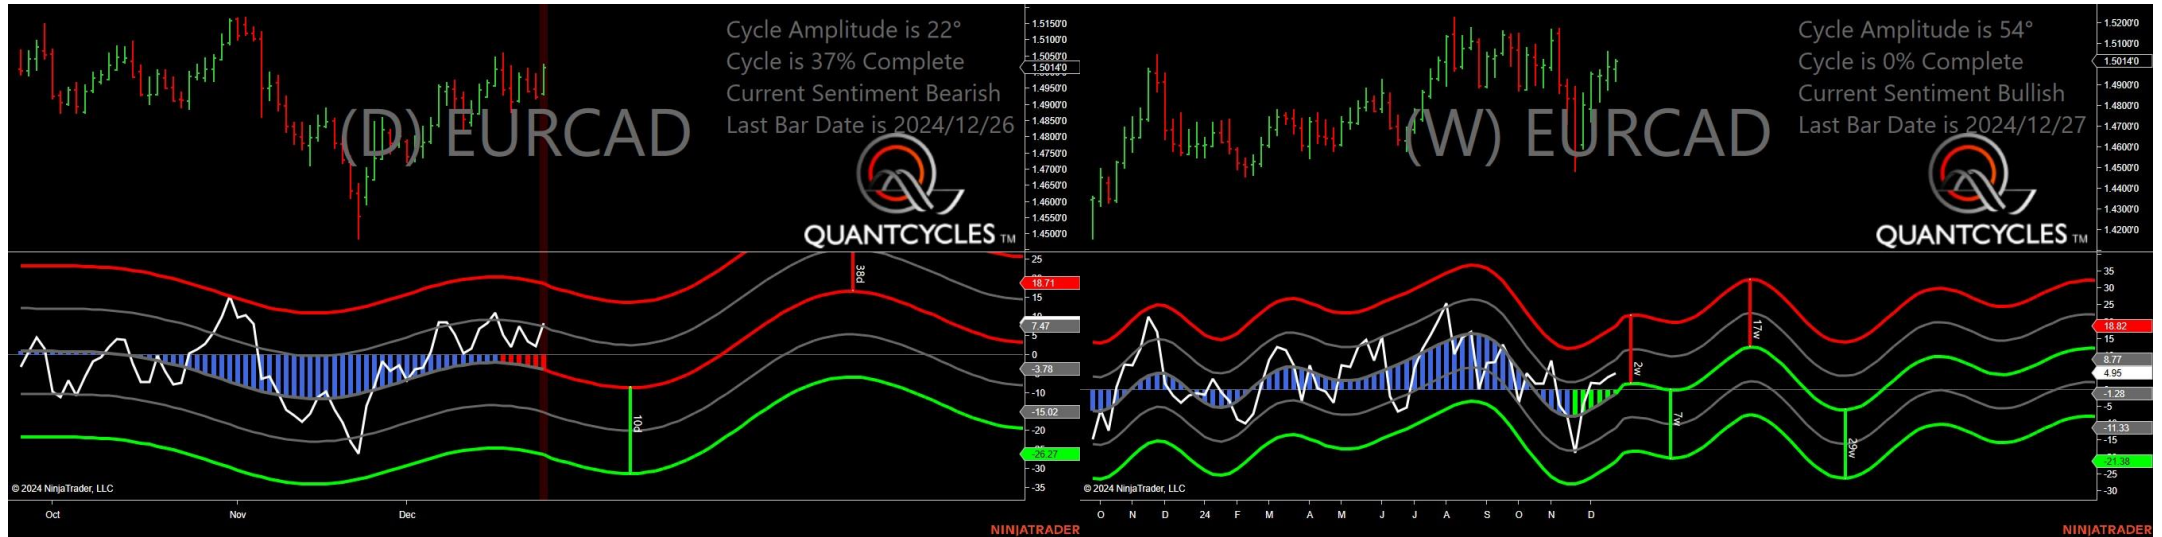 Cycle Amplitude is 22°
Cycle is 37% Complete
Current Sentiment Bearish
Last Bar Date is 2024/12/26
(D) EURCAD
QUANTCYCLES TM
1.5150'0
1.5100'0
1.5050'0
1.5014'0
1.4950'0
1.4900'0
1.4850'0
1.4800'0
1.4750'0
1.4700'0
1.4650'0
1.4600'0
1.4550'0
1.4500'0
25
18.71
15
7.47
5
0
-3.78
-10
-15.02
-20
-26.27
-30
-35
38d
10d
© 2024 NinjaTrader, LLC
Oct Nov Dec
NINJATRADER
Cycle Amplitude is 54°
Cycle is 0% Complete
Current Sentiment Bullish
Last Bar Date is 2024/12/27
(W) EURCAD
QUANTCYCLES TM
1.5200'0
1.5100'0
1.5014'0
1.4900'0
1.4800'0
1.4700'0
1.4600'0
1.4500'0
1.4400'0
1.4300'0
1.4200'0
35
30
25
18.82
15
8.77
4.95
-1.28
-5
-11.33
-15
-21.38
-25
-30
2w
7w
17w
29w
© 2024 NinjaTrader, LLC
O N D 24 F M A M J J A S O N D
NINJATRADER